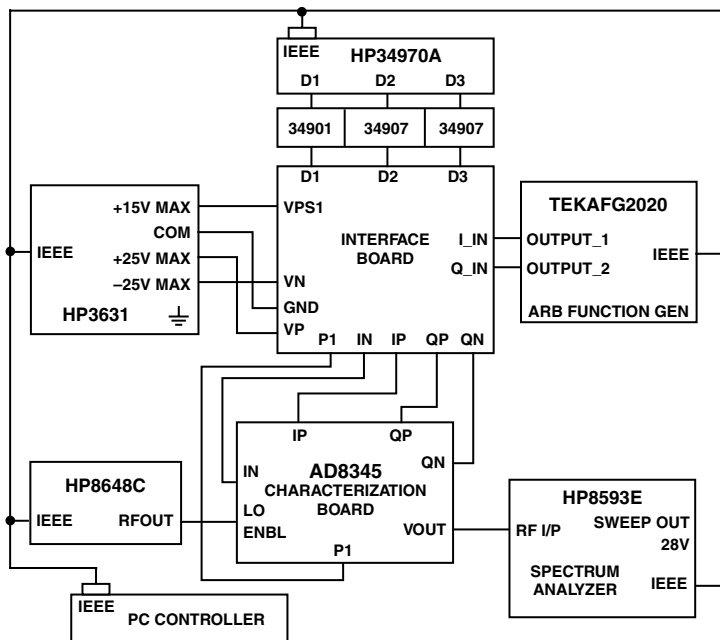 IEEE
HP34970A
D1 D2 D3
34901 34907 34907
D1 D2 D3
+15V MAX
COM
+25V MAX
–25V MAX
IEEE
HP3631
VPS1
VN
GND
VP
INTERFACE
BOARD
I_IN
Q_IN
P1 IN IP QP QN
TEKAFG2020
OUTPUT_1
OUTPUT_2
IEEE
ARB FUNCTION GEN
IP QP
IN
QN
AD8345
CHARACTERIZATION
BOARD
LO
ENBL
VOUT
P1
HP8648C
IEEE RFOUT
HP8593E
RF I/P
SWEEP OUT
28V
SPECTRUM
ANALYZER
IEEE
IEEE
PC CONTROLLER